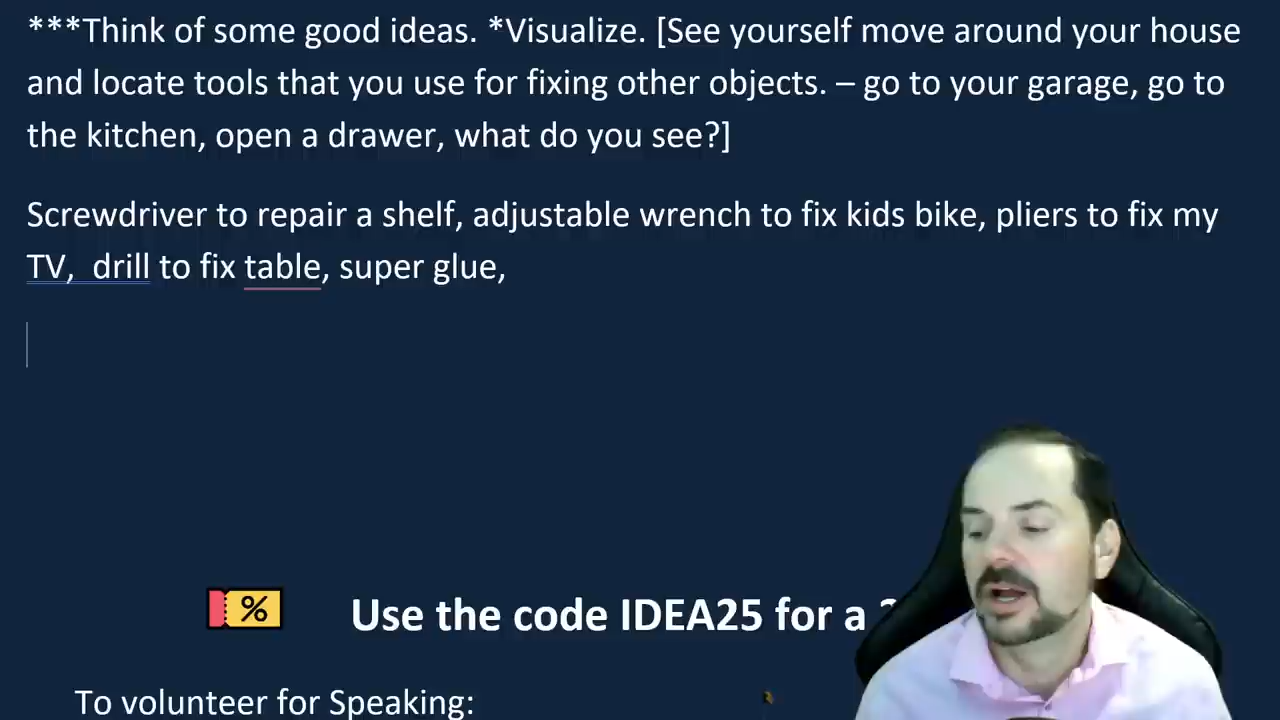 ***Think of some good ideas. *Visualize. [See yourself move around your house
and locate tools that you use for fixing other objects. – go to your garage, go to
the kitchen, open a drawer, what do you see?]
Screwdriver to repair a shelf, adjustable wrench to fix kids bike, pliers to fix my
TV,  drill to fix table, super glue,
%
Use the code IDEA25 for a
To volunteer for Speaking: